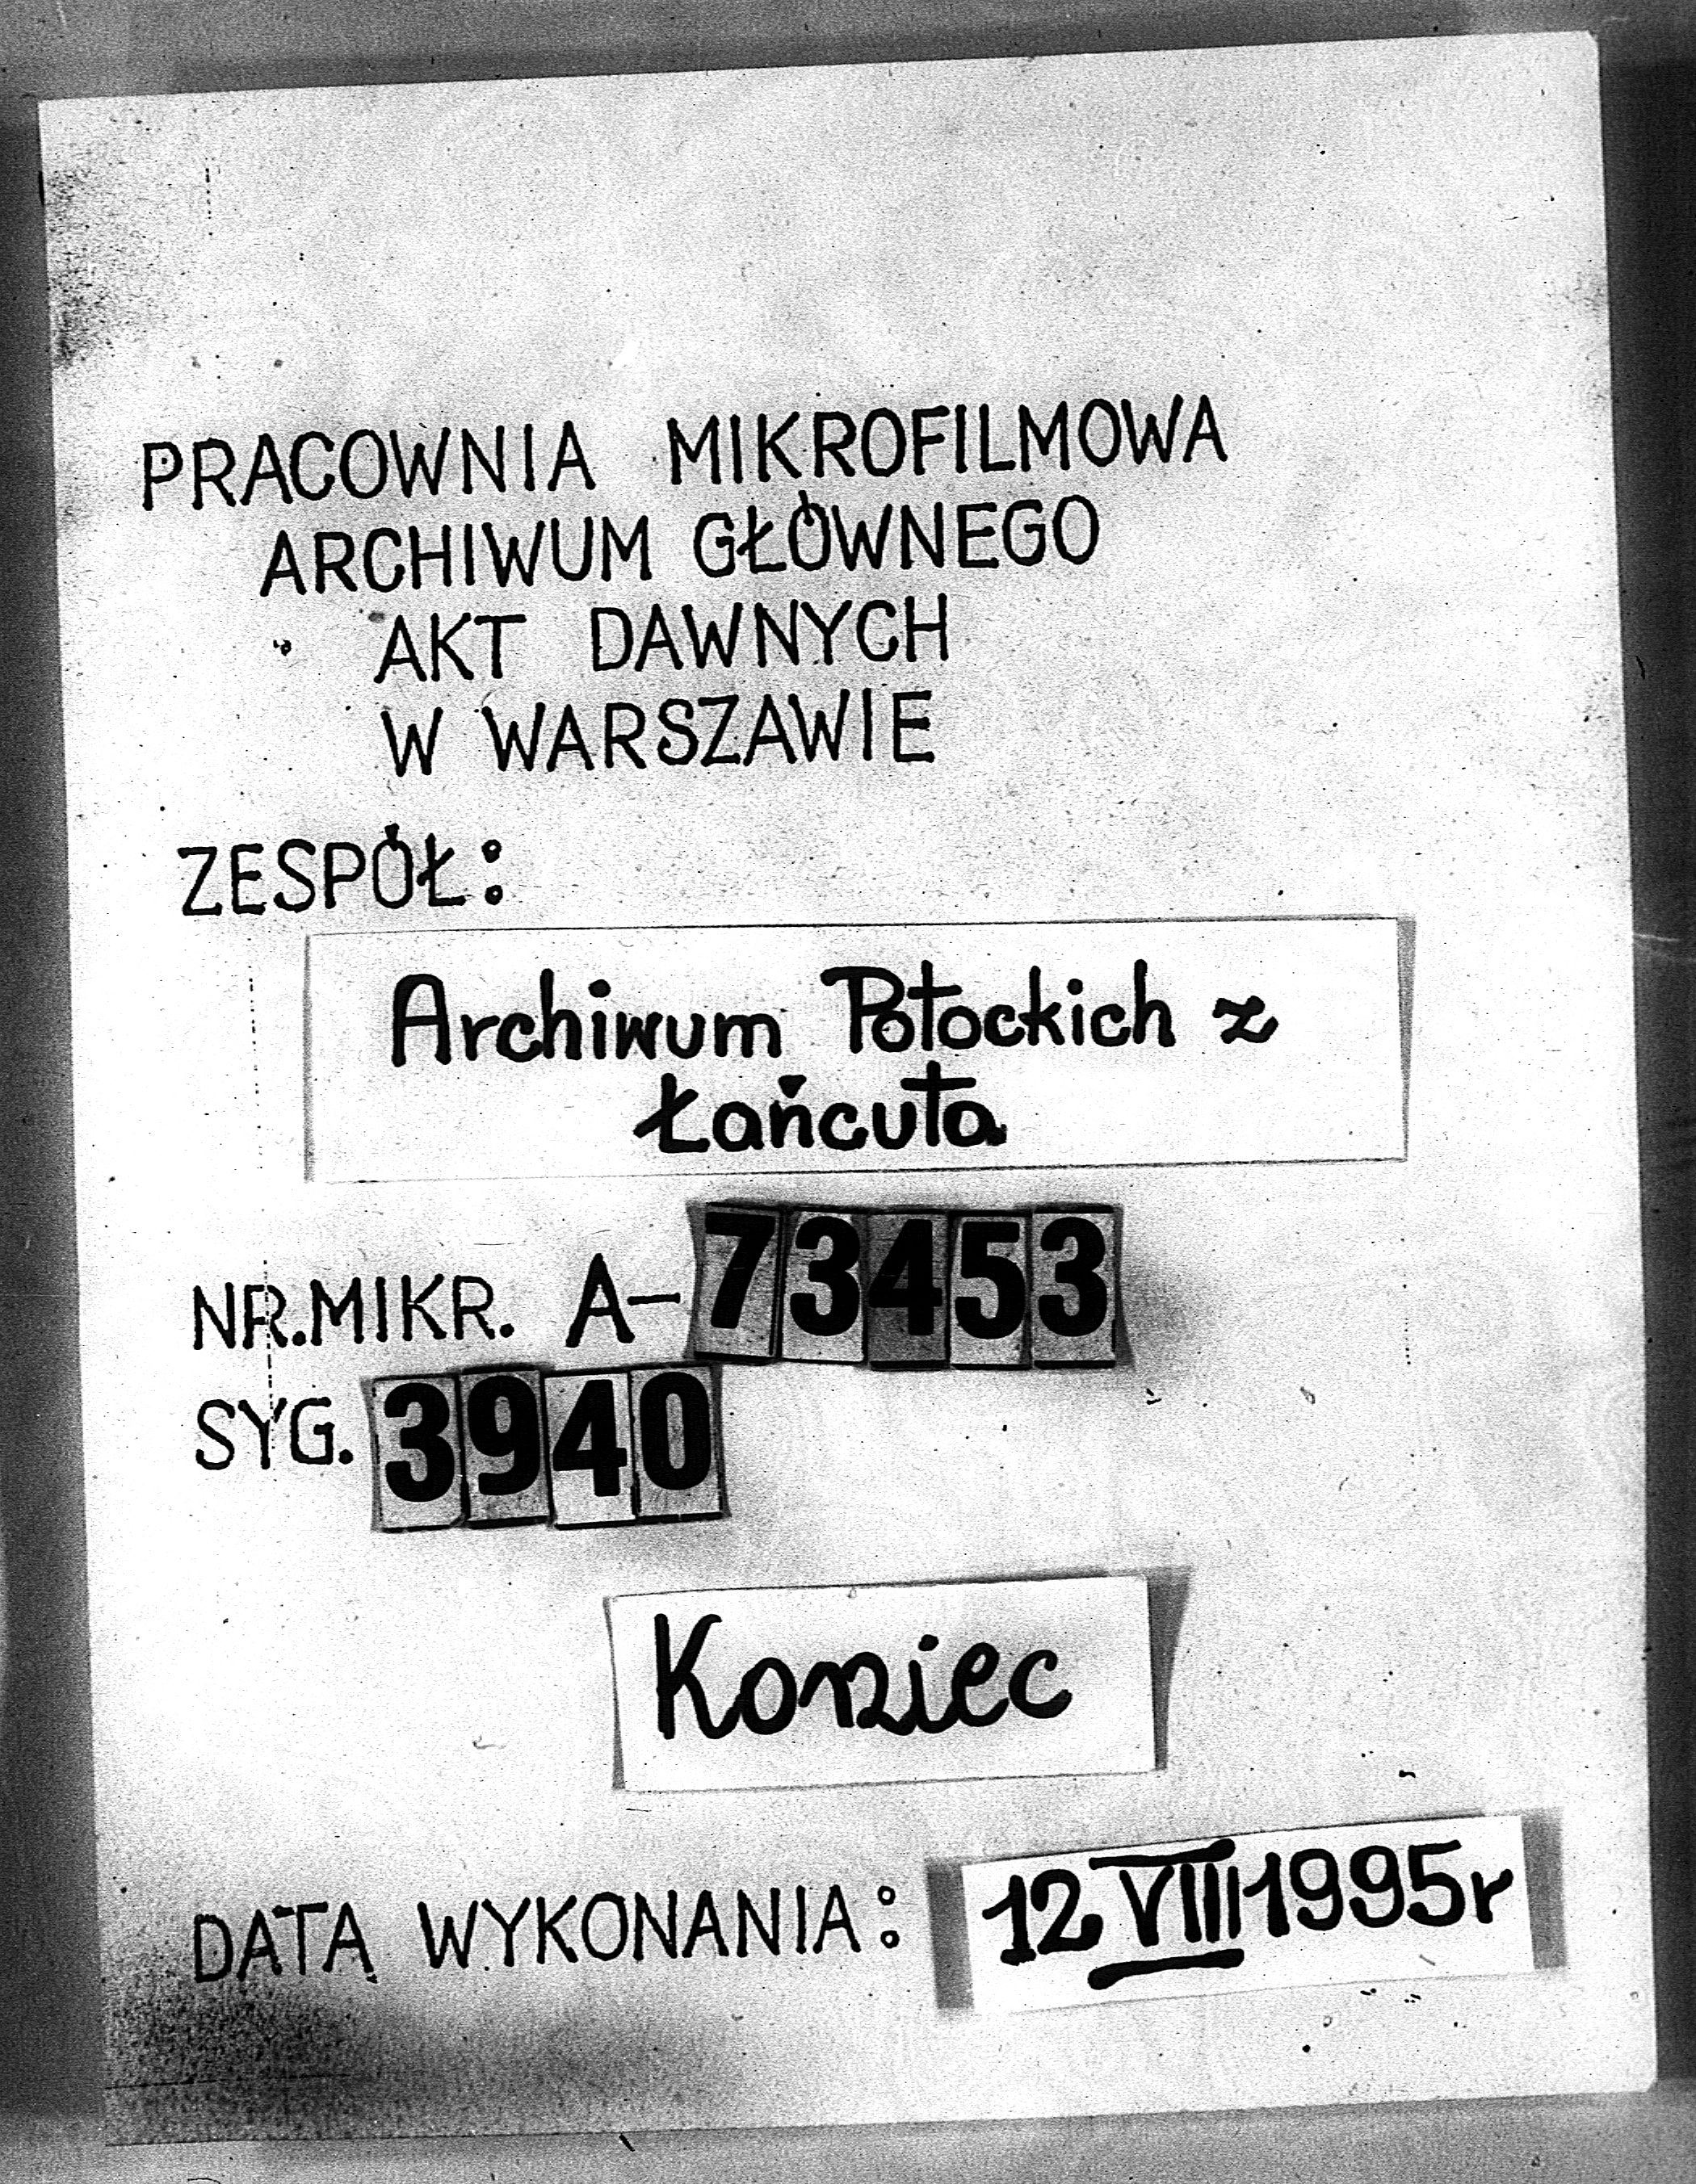 PRACOWNIA MIKROFILMOWA
ARCHIWUM GŁÓWNEGO
AKT DAWNYCH
W WARSZAWIE
ZESPÓŁ:
Archiwum Potockich z
Łańcuta
NR.MIKR. A-73453
SYG. 3940
Koniec
DATA WYKONANIA: 12 VIII 1995r